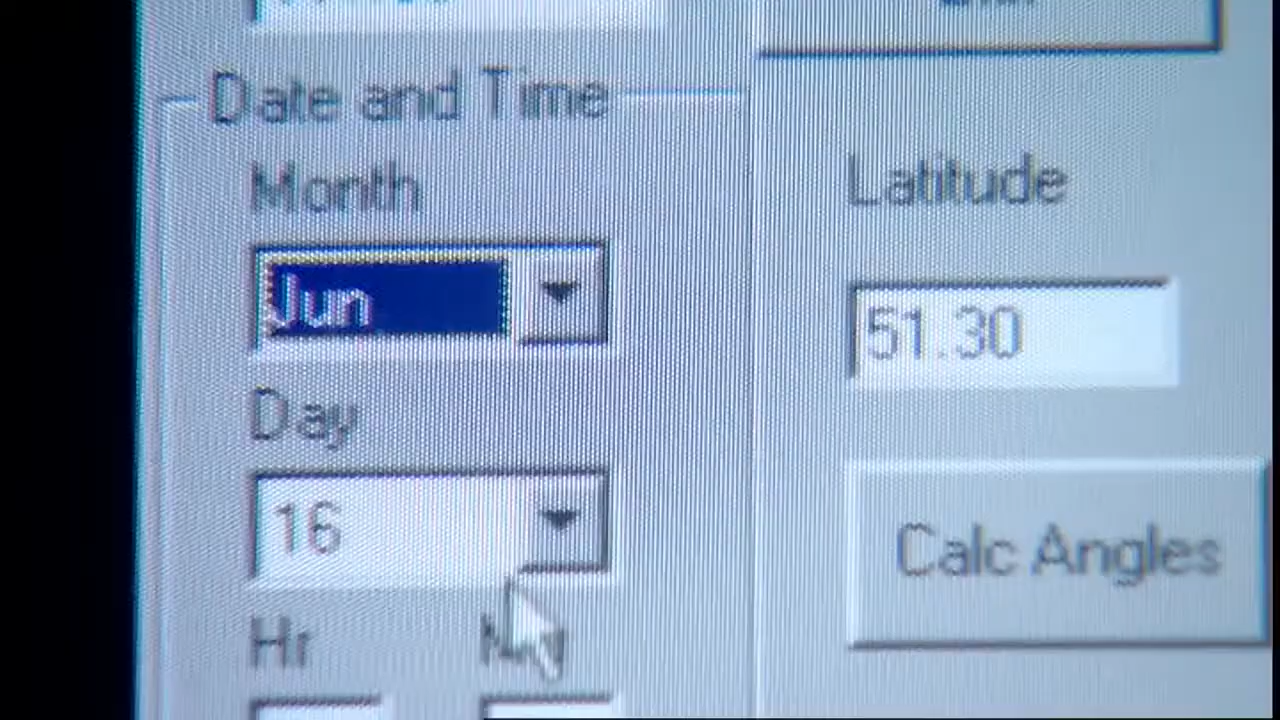 Date and Time
Month
Jun
Day
16
Hr
Latitude
51.30
Calc Angles